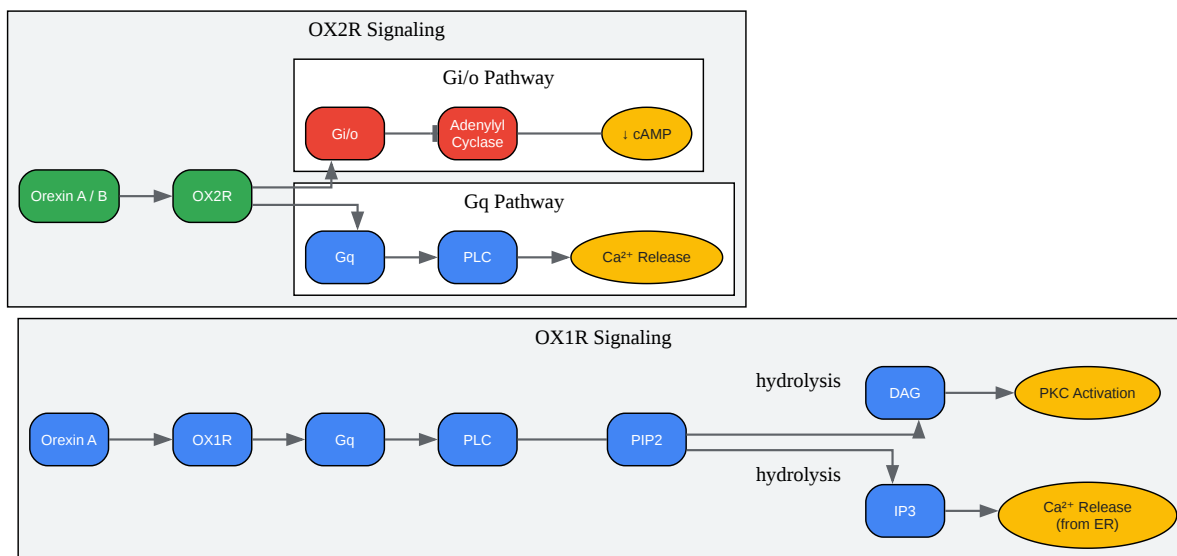 OX2R Signaling
Gi/o Pathway
Gi/o
Adenylyl
Cyclase
↓ cAMP
Orexin A / B
OX2R
Gq Pathway
Gq
PLC
Ca²⁺ Release
OX1R Signaling
hydrolysis
DAG
PKC Activation
Orexin A
OX1R
Gq
PLC
PIP2
hydrolysis
IP3
Ca²⁺ Release
(from ER)